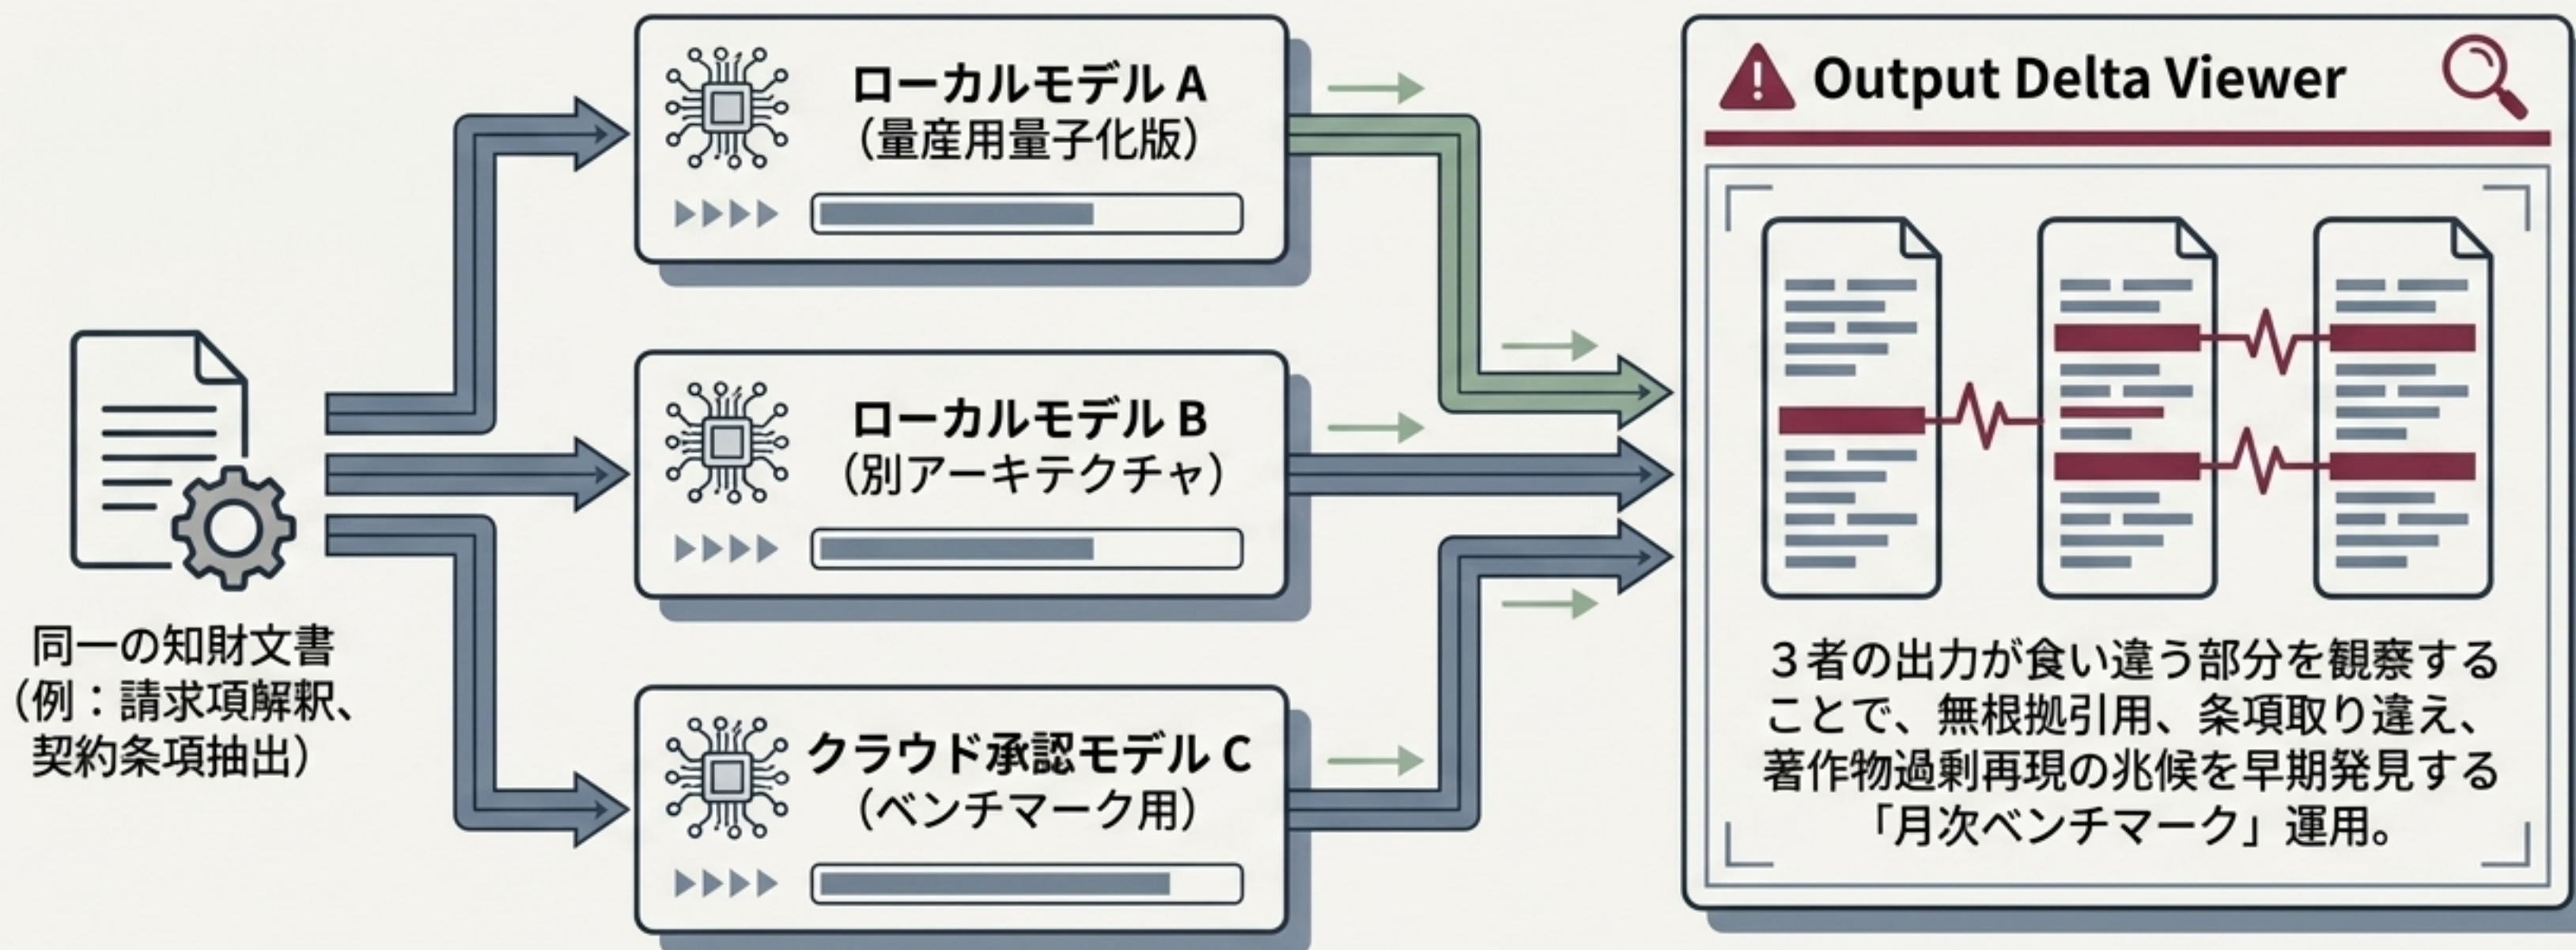 同一の知財文書
（例：請求項解釈、
契約条項抽出）
ローカルモデル A
（量産用量子化版）
ローカルモデル B
（別アーキテクチャ）
クラウド承認モデル C
（ベンチマーク用）
Output Delta Viewer
３者の出力が食い違う部分を観察する
ことで、無根拠引用、条項取り違え、
著作物過剰再現の兆候を早期発見する
「月次ベンチマーク」運用。